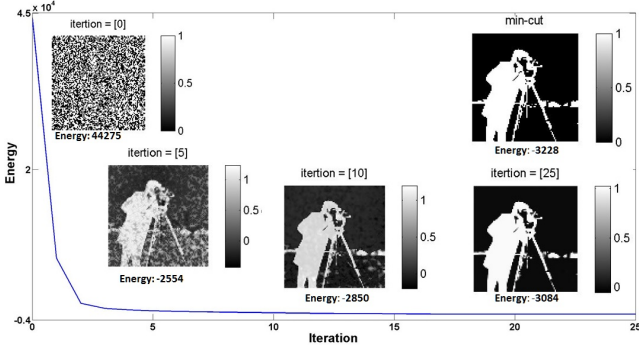 4.5 x 10⁴
itertion = [0]
1
0.5
0
Energy: 44275
min-cut
1
0.5
0
Energy: -3228
Energy
2
itertion = [5]
1
0.5
0
Energy: -2554
itertion = [10]
1
0.5
0
Energy: -2850
itertion = [25]
1
0.5
0
Energy: -3084
-0.4
0
5
10
15
20
25
Iteration